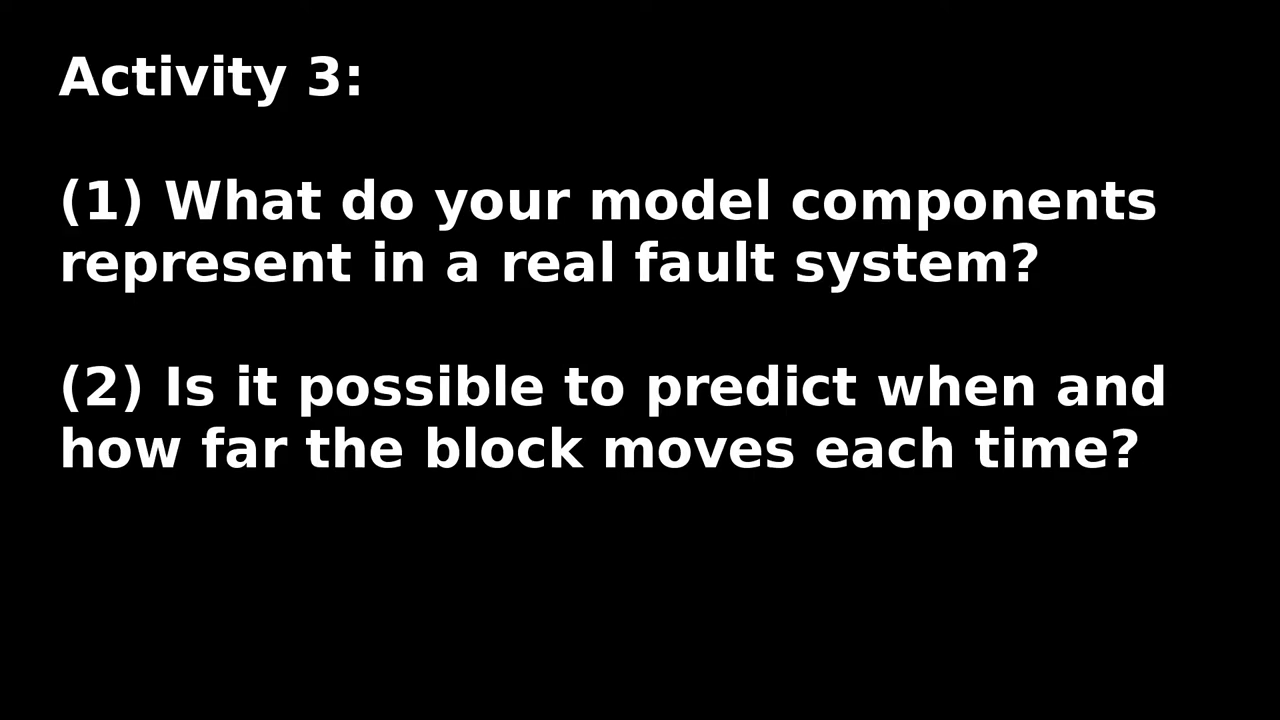 Activity 3:
(1) What do your model components
represent in a real fault system?
(2) Is it possible to predict when and
how far the block moves each time?